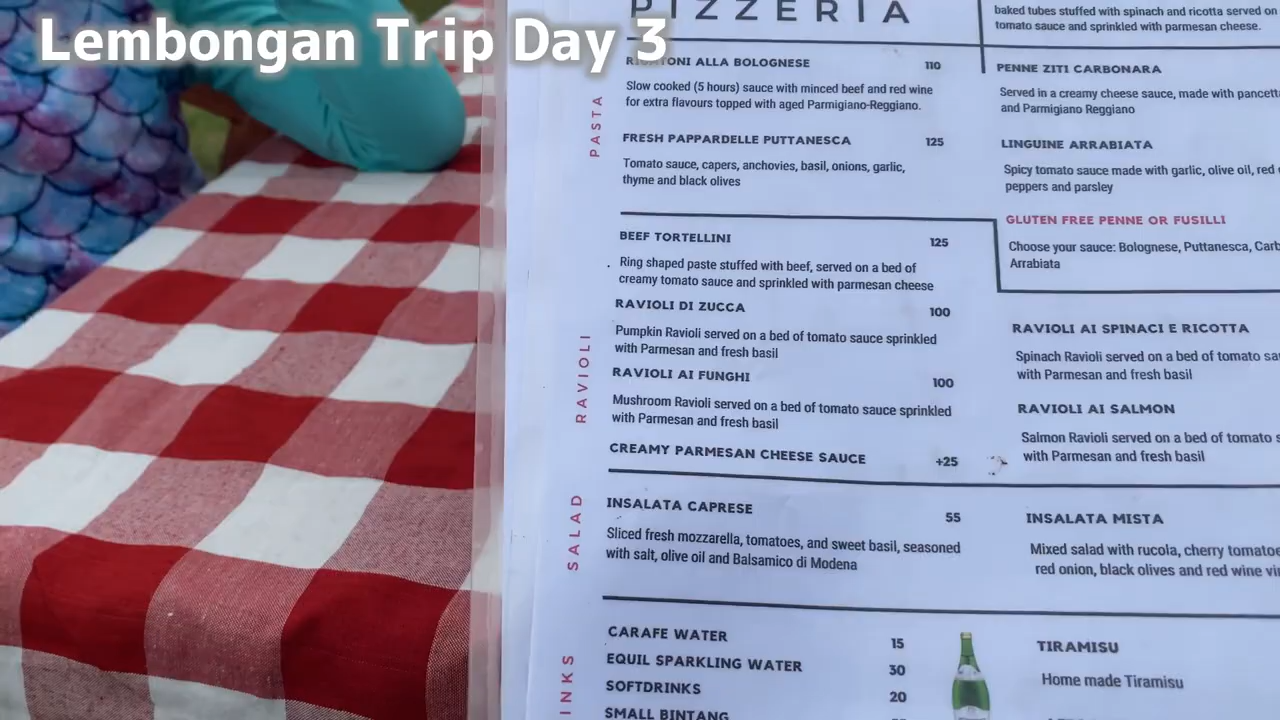 Lembongan Trip Day 3
PIZZERIA
PASTA
ALLA BOLOGNESE 110
Slow cooked (5 hours) sauce with minced beef and red wine
for extra flavours topped with aged Parmigiano-Reggiano.
FRESH PAPPARDELLE PUTTANESCA 125
Tomato sauce, capers, anchovies, basil, onions, garlic,
thyme and black olives
baked tubes stuffed with spinach and ricotta served on
tomato sauce and sprinkled with parmesan cheese.
PENNE ZITI CARBONARA
Served in a creamy cheese sauce, made with
and Parmigiano Reggiano
LINGUINE ARRABIATA
Spicy tomato sauce made with garlic, olive oil, red
peppers and parsley
GLUTEN FREE PENNE OR FUSILLI
Choose your sauce: Bolognese, Puttanesca,
Arrabiata
RAVIOLI
BEEF TORTELLINI 125
Ring shaped paste stuffed with beef, served on a bed of
creamy tomato sauce and sprinkled with parmesan cheese
RAVIOLI DI ZUCCA 100
Pumpkin Ravioli served on a bed of tomato sauce sprinkled
with Parmesan and fresh basil
RAVIOLI AI FUNGHI 100
Mushroom Ravioli served on a bed of tomato sauce sprinkled
with Parmesan and fresh basil
CREAMY PARMESAN CHEESE SAUCE +25
RAVIOLI AI SPINACI E RICOTTA
Spinach Ravioli served on a bed of tomato
with Parmesan and fresh basil
RAVIOLI AI SALMON
Salmon Ravioli served on a bed of tomato
with Parmesan and fresh basil
SALAD
INSALATA CAPRESE 55
Sliced fresh mozzarella, tomatoes, and sweet basil, seasoned
with salt, olive oil and Balsamico di Modena
INSALATA MISTA
Mixed salad with rucola, cherry
red onion, black olives and red wine
CARAFE WATER 15
EQUIL SPARKLING WATER 30
SOFTDRINKS 20
SMALL BINTANG
TIRAMISU
Home made Tiramisu